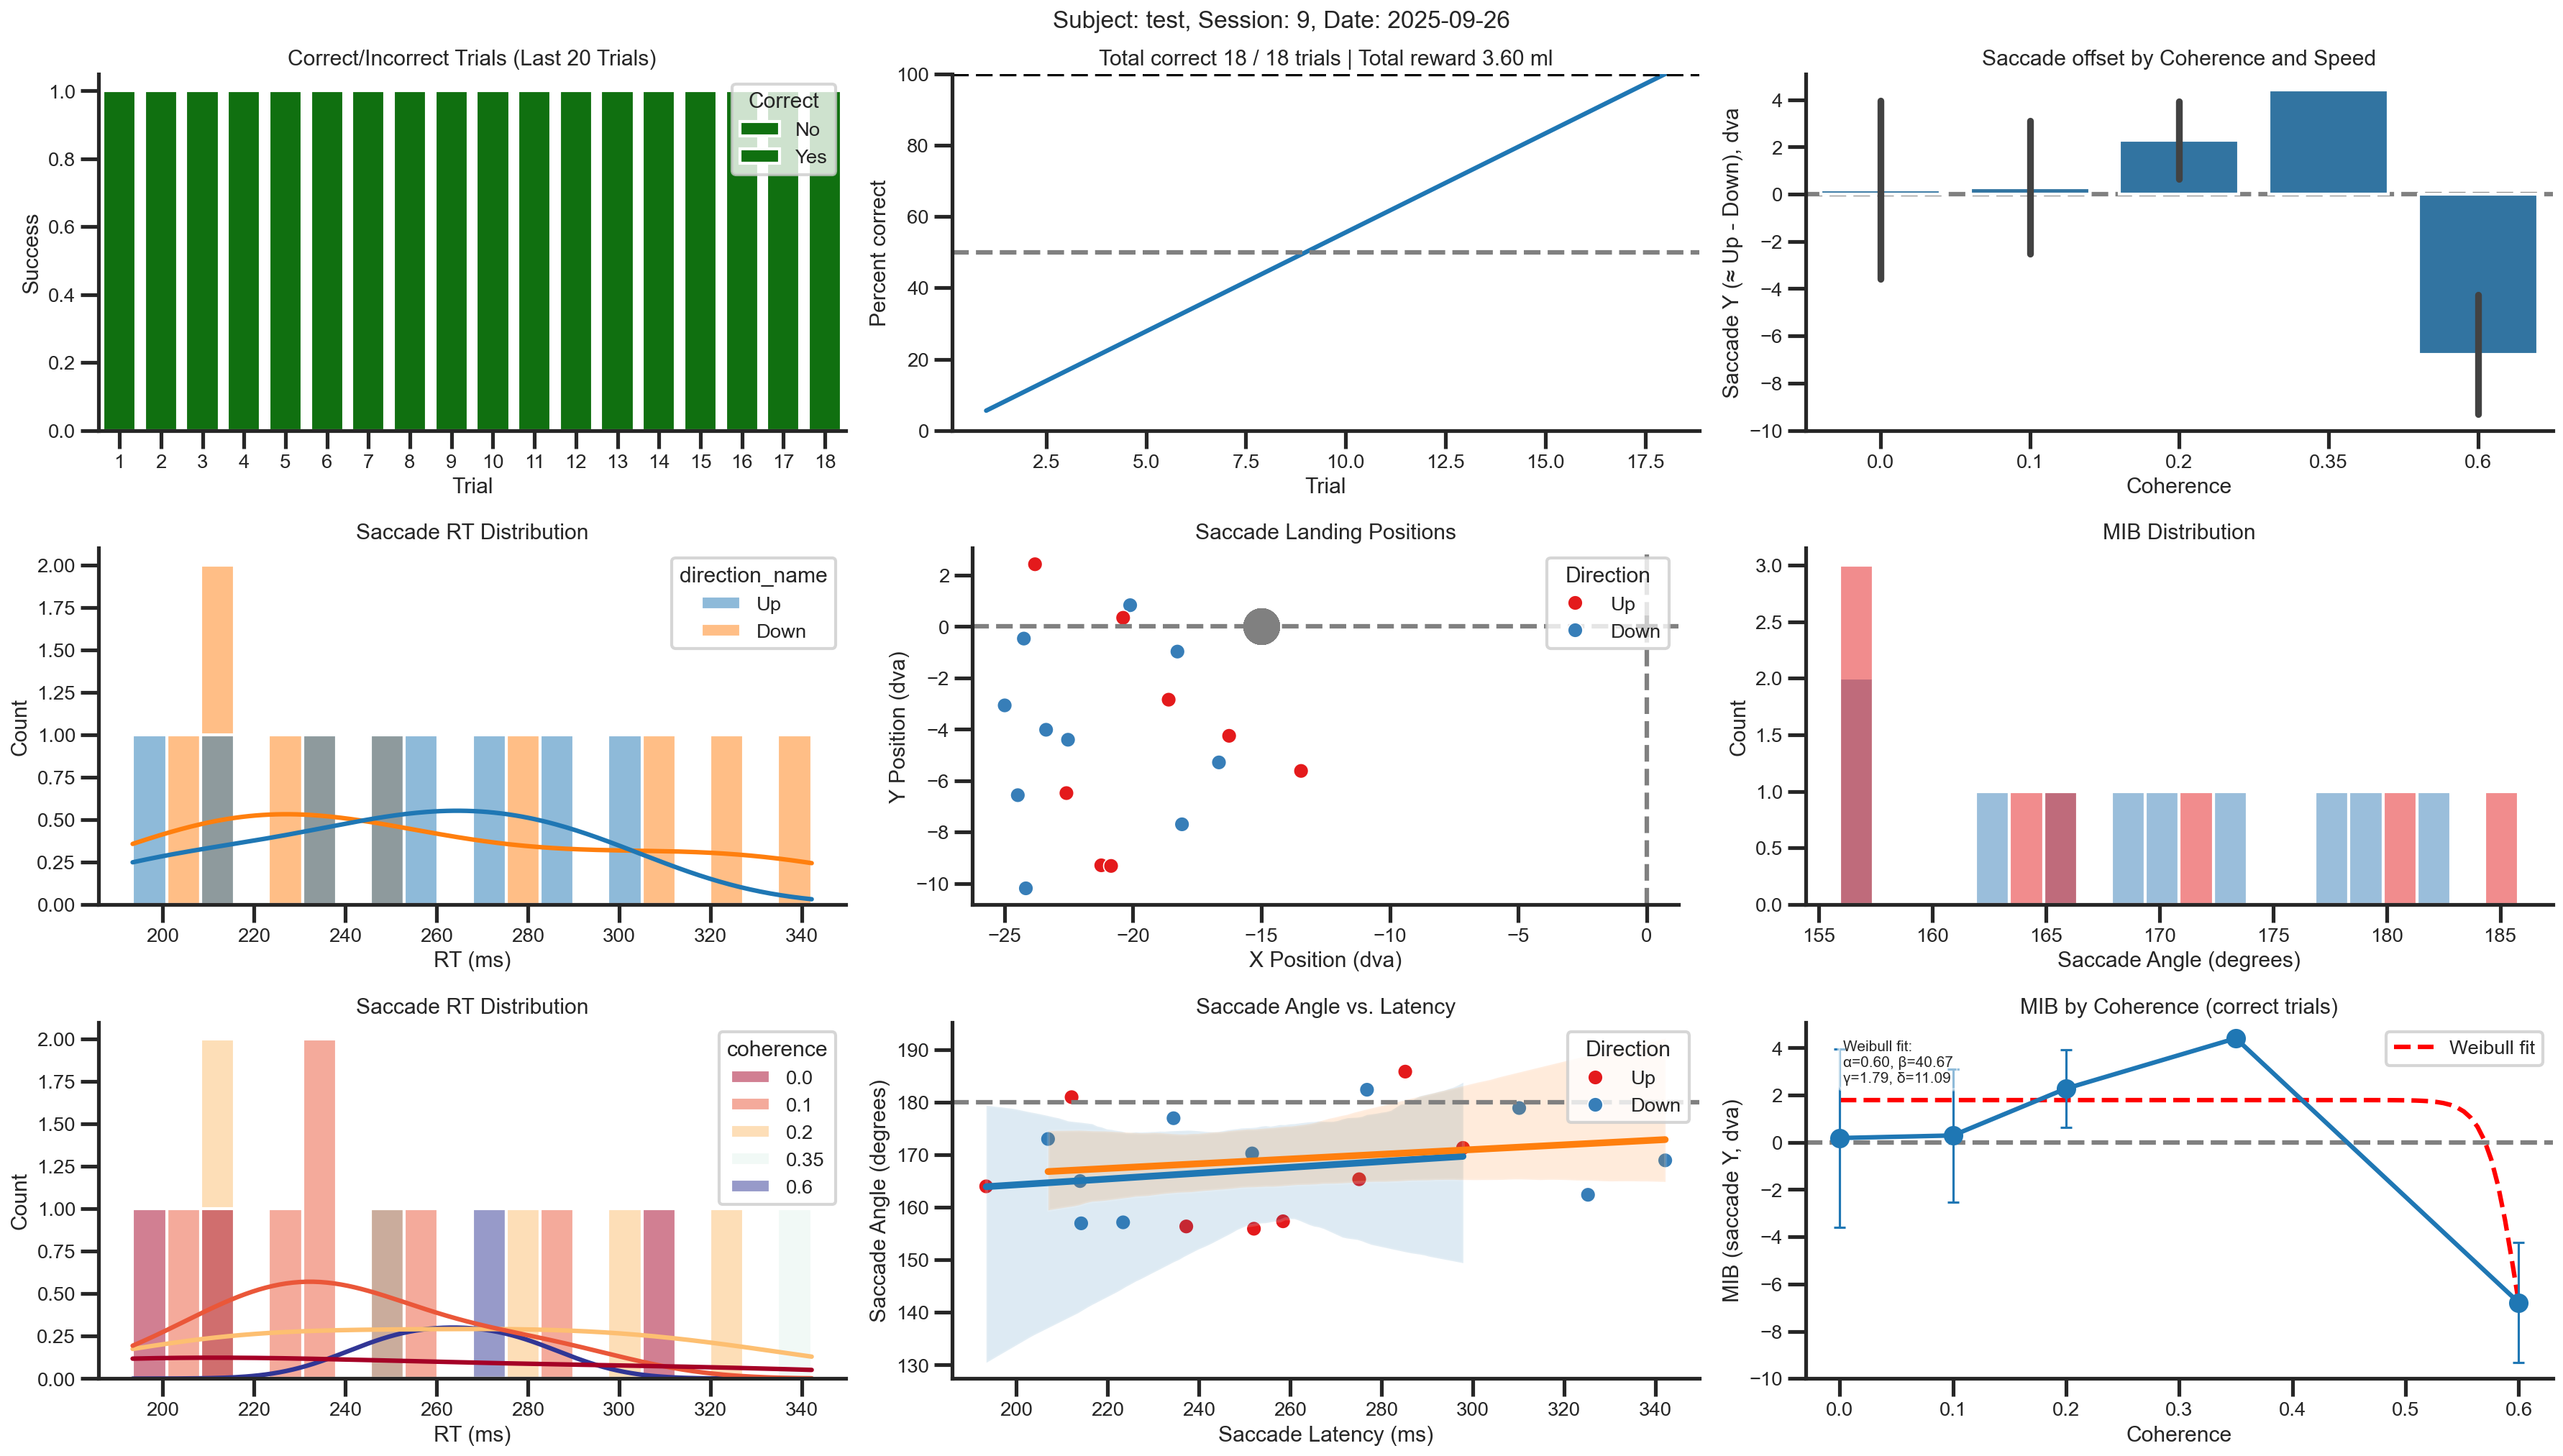 Subject: test, Session: 9, Date: 2025-09-26
Correct/Incorrect Trials (Last 20 Trials)
Success
1.0
0.8
0.6
0.4
0.2
0.0
Correct
No
Yes
1 2 3 4 5 6 7 8 9 10 11 12 13 14 15 16 17 18
Trial
Total correct 18 / 18 trials | Total reward 3.60 ml
Percent correct
100
80
60
40
20
0
2.5 5.0 7.5 10.0 12.5 15.0 17.5
Trial
Saccade offset by Coherence and Speed
Saccade Y (≈ Up - Down), dva
4
2
0
−2
−4
−6
−8
−10
0.0 0.1 0.2 0.35 0.6
Coherence
Saccade RT Distribution
Count
2.00
1.75
1.50
1.25
1.00
0.75
0.50
0.25
0.00
direction_name
Up
Down
200 220 240 260 280 300 320 340
RT (ms)
Saccade Landing Positions
Y Position (dva)
2
0
−2
−4
−6
−8
−10
Direction
Up
Down
−25 −20 −15 −10 −5 0
X Position (dva)
MIB Distribution
Count
3.0
2.5
2.0
1.5
1.0
0.5
0.0
155 160 165 170 175 180 185
Saccade Angle (degrees)
Saccade RT Distribution
Count
2.00
1.75
1.50
1.25
1.00
0.75
0.50
0.25
0.00
coherence
0.0
0.1
0.2
0.35
0.6
200 220 240 260 280 300 320 340
RT (ms)
Saccade Angle vs. Latency
Saccade Angle (degrees)
190
180
170
160
150
140
130
Direction
Up
Down
200 220 240 260 280 300 320 340
Saccade Latency (ms)
MIB by Coherence (correct trials)
MIB (saccade Y, dva)
4
2
0
−2
−4
−6
−8
−10
Weibull fit:
α=0.60, β=40.67
γ=1.79, δ=11.09
Weibull fit
0.0 0.1 0.2 0.3 0.4 0.5 0.6
Coherence